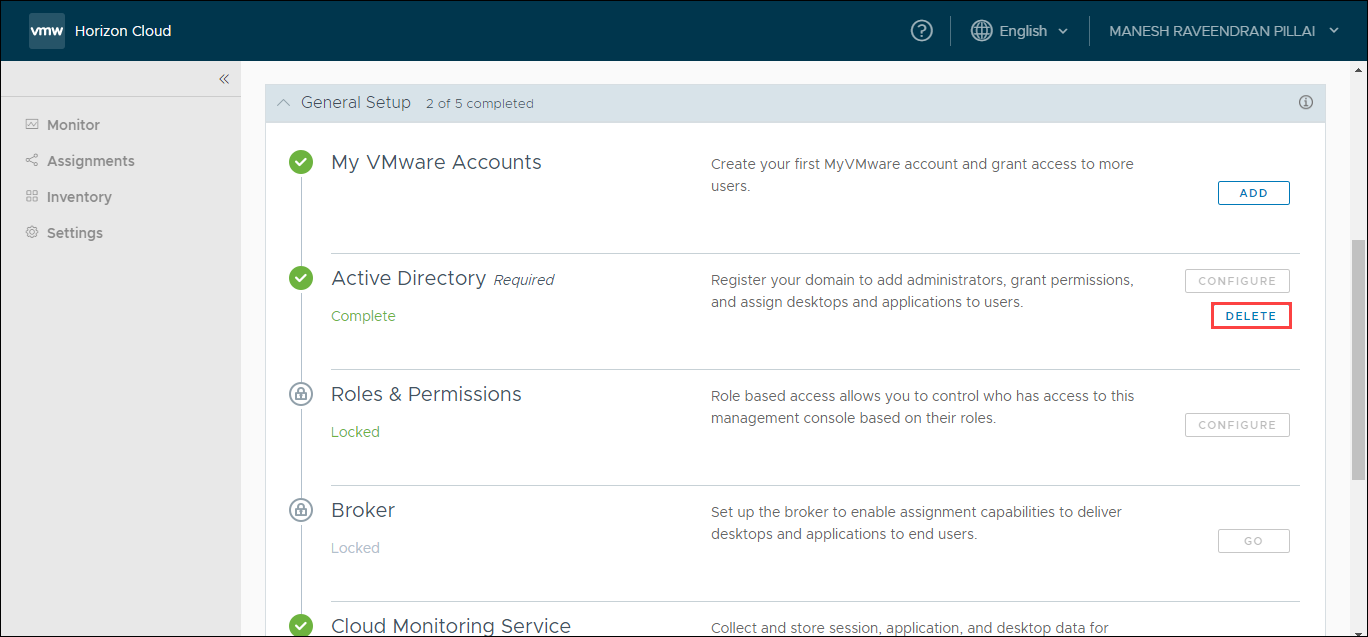 vmw Horizon Cloud
English
MANESH RAVEENDRAN PILLAI
Monitor
Assignments
Inventory
Settings
General Setup 2 of 5 completed
My VMware Accounts
Create your first MyVMware account and grant access to more
users.
ADD
Active Directory Required
Complete
Register your domain to add administrators, grant permissions,
and assign desktops and applications to users.
CONFIGURE
DELETE
Roles & Permissions
Locked
Role based access allows you to control who has access to this
management console based on their roles.
CONFIGURE
Broker
Locked
Set up the broker to enable assignment capabilities to deliver
desktops and applications to end users.
GO
Cloud Monitoring Service
Collect and store session, application, and desktop data for